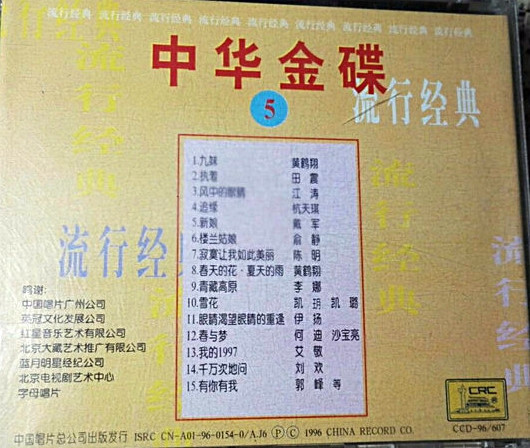 流行经典 流行经典 流行经典 流行经典 流行经典 流行经典 流行经典 流行经典
中华金碟
5
流行经典
流行经典
流行经典
流行经典
1.九妹 黄鹤翔
2.执着 田震
3.风中的眼睛 江涛
4.追缘 杭天琪
5.新娘 戴军
6.楼兰姑娘 俞静
7.寂寞让我如此美丽 陈明
8.春天的花·夏天的雨 黄鹤翔
9.青藏高原 李娜
10.雪花 凯玥 凯璐
11.眼睛渴望眼睛的重逢 伊扬
12.春与梦 何迪 沙宝亮
13.我的1997 艾敬
14.千万次地问 刘欢
15.有你有我 郭峰 等
鸣谢:
中国唱片广州公司
英冠文化发展公司
红星音乐艺术有限公司
北京大藏艺术推广有限公司
蓝月明星经纪公司
北京电视剧艺术中心
字母唱片
CRC
CCD-96/607
中国唱片总公司出版发行 ISRC CN-A01-96-0154-0/A.J6 Ⓟ Ⓒ 1996 CHINA RECORD CO.